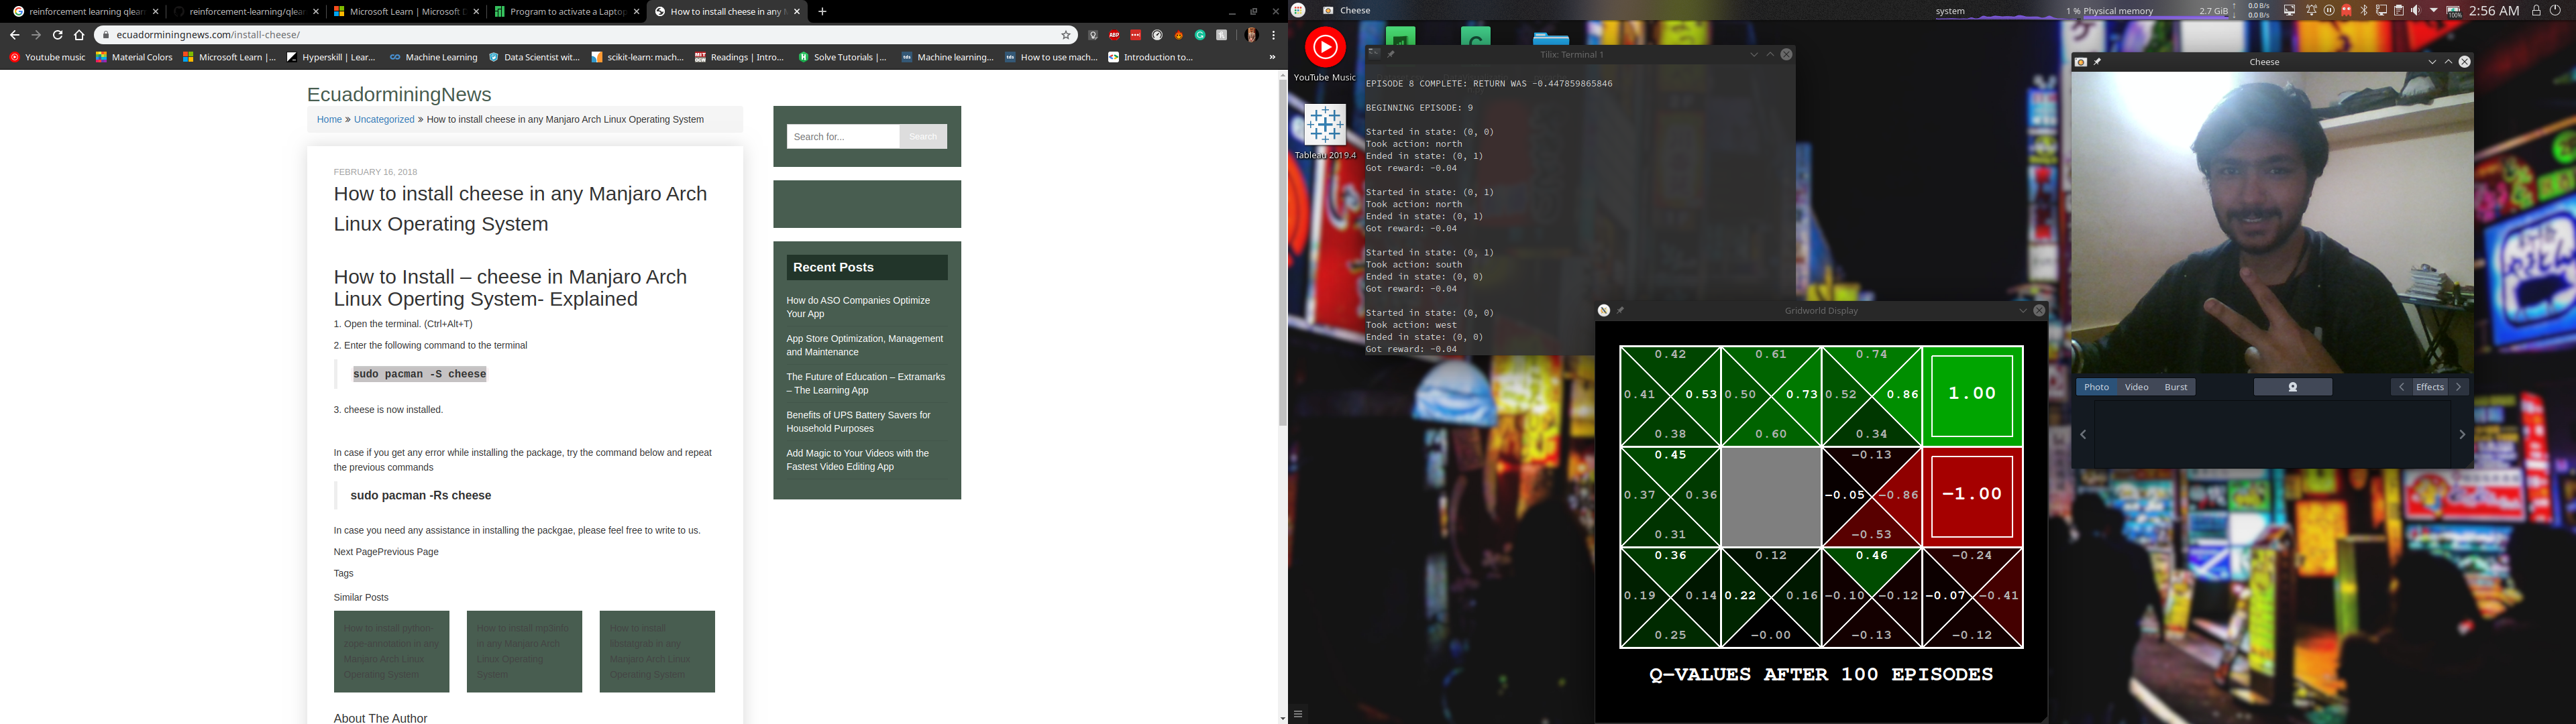 reinforcement learning qlear
reinforcement-learning/qlear
Microsoft Learn | Microsoft D
Program to activate a Laptop
How to install cheese in any M
ecuadorminingnews.com/install-cheese/
Youtube music
Material Colors
Microsoft Learn |...
Hyperskill | Lear...
Machine Learning
Data Scientist wit...
scikit-learn: mach...
Readings | Intro...
Solve Tutorials |...
Machine learning...
How to use mach...
Introduction to...
EcuadorminingNews
Home » Uncategorized » How to install cheese in any Manjaro Arch Linux Operating System
FEBRUARY 16, 2018
How to install cheese in any Manjaro Arch
Linux Operating System
How to Install – cheese in Manjaro Arch
Linux Operting System- Explained
1. Open the terminal. (Ctrl+Alt+T)
2. Enter the following command to the terminal
sudo pacman -S cheese
3. cheese is now installed.
In case if you get any error while installing the package, try the command below and repeat
the previous commands
sudo pacman -Rs cheese
In case you need any assistance in installing the packgae, please feel free to write to us.
Next PagePrevious Page
Tags
Similar Posts
How to install python-
zope-annotation in any
Manjaro Arch Linux
Operating System
How to install mp3info
in any Manjaro Arch
Linux Operating
System
How to install
Manjaro Arch Linux
Operating System
About The Author
Search for...
Search
Recent Posts
How do ASO Companies Optimize
Your App
App Store Optimization, Management
and Maintenance
The Future of Education – Extramarks
– The Learning App
Benefits of UPS Battery Savers for
Household Purposes
Add Magic to Your Videos with the
Fastest Video Editing App
Cheese
system
1 % Physical memory
2.7 GiB
0.0 B/s
0.0 B/s
100%
2:56 AM
YouTube Music
Tableau 2019.4
Tilix: Terminal 1
EPISODE 8 COMPLETE: RETURN WAS -0.447859865846
BEGINNING EPISODE: 9
Started in state: (0, 0)
Took action: north
Ended in state: (0, 1)
Got reward: -0.04
Started in state: (0, 1)
Took action: north
Ended in state: (0, 1)
Got reward: -0.04
Started in state: (0, 1)
Took action: south
Ended in state: (0, 0)
Got reward: -0.04
Started in state: (0, 0)
Took action: west
Ended in state: (0, 0)
Got reward: -0.04
Gridworld Display
0.42 0.61 0.74
0.41 0.53 0.50 0.73 0.52 0.86 1.00
0.38 0.60 0.34
0.45 -0.13
0.37 0.36 -0.05 -0.86 -1.00
0.31 -0.53
0.36 0.12 0.46 -0.24
0.19 0.14 0.22 0.16 -0.10 -0.12 -0.07 -0.41
0.25 -0.00 -0.13 -0.12
Q-VALUES AFTER 100 EPISODES
Cheese
Photo
Video
Burst
Effects